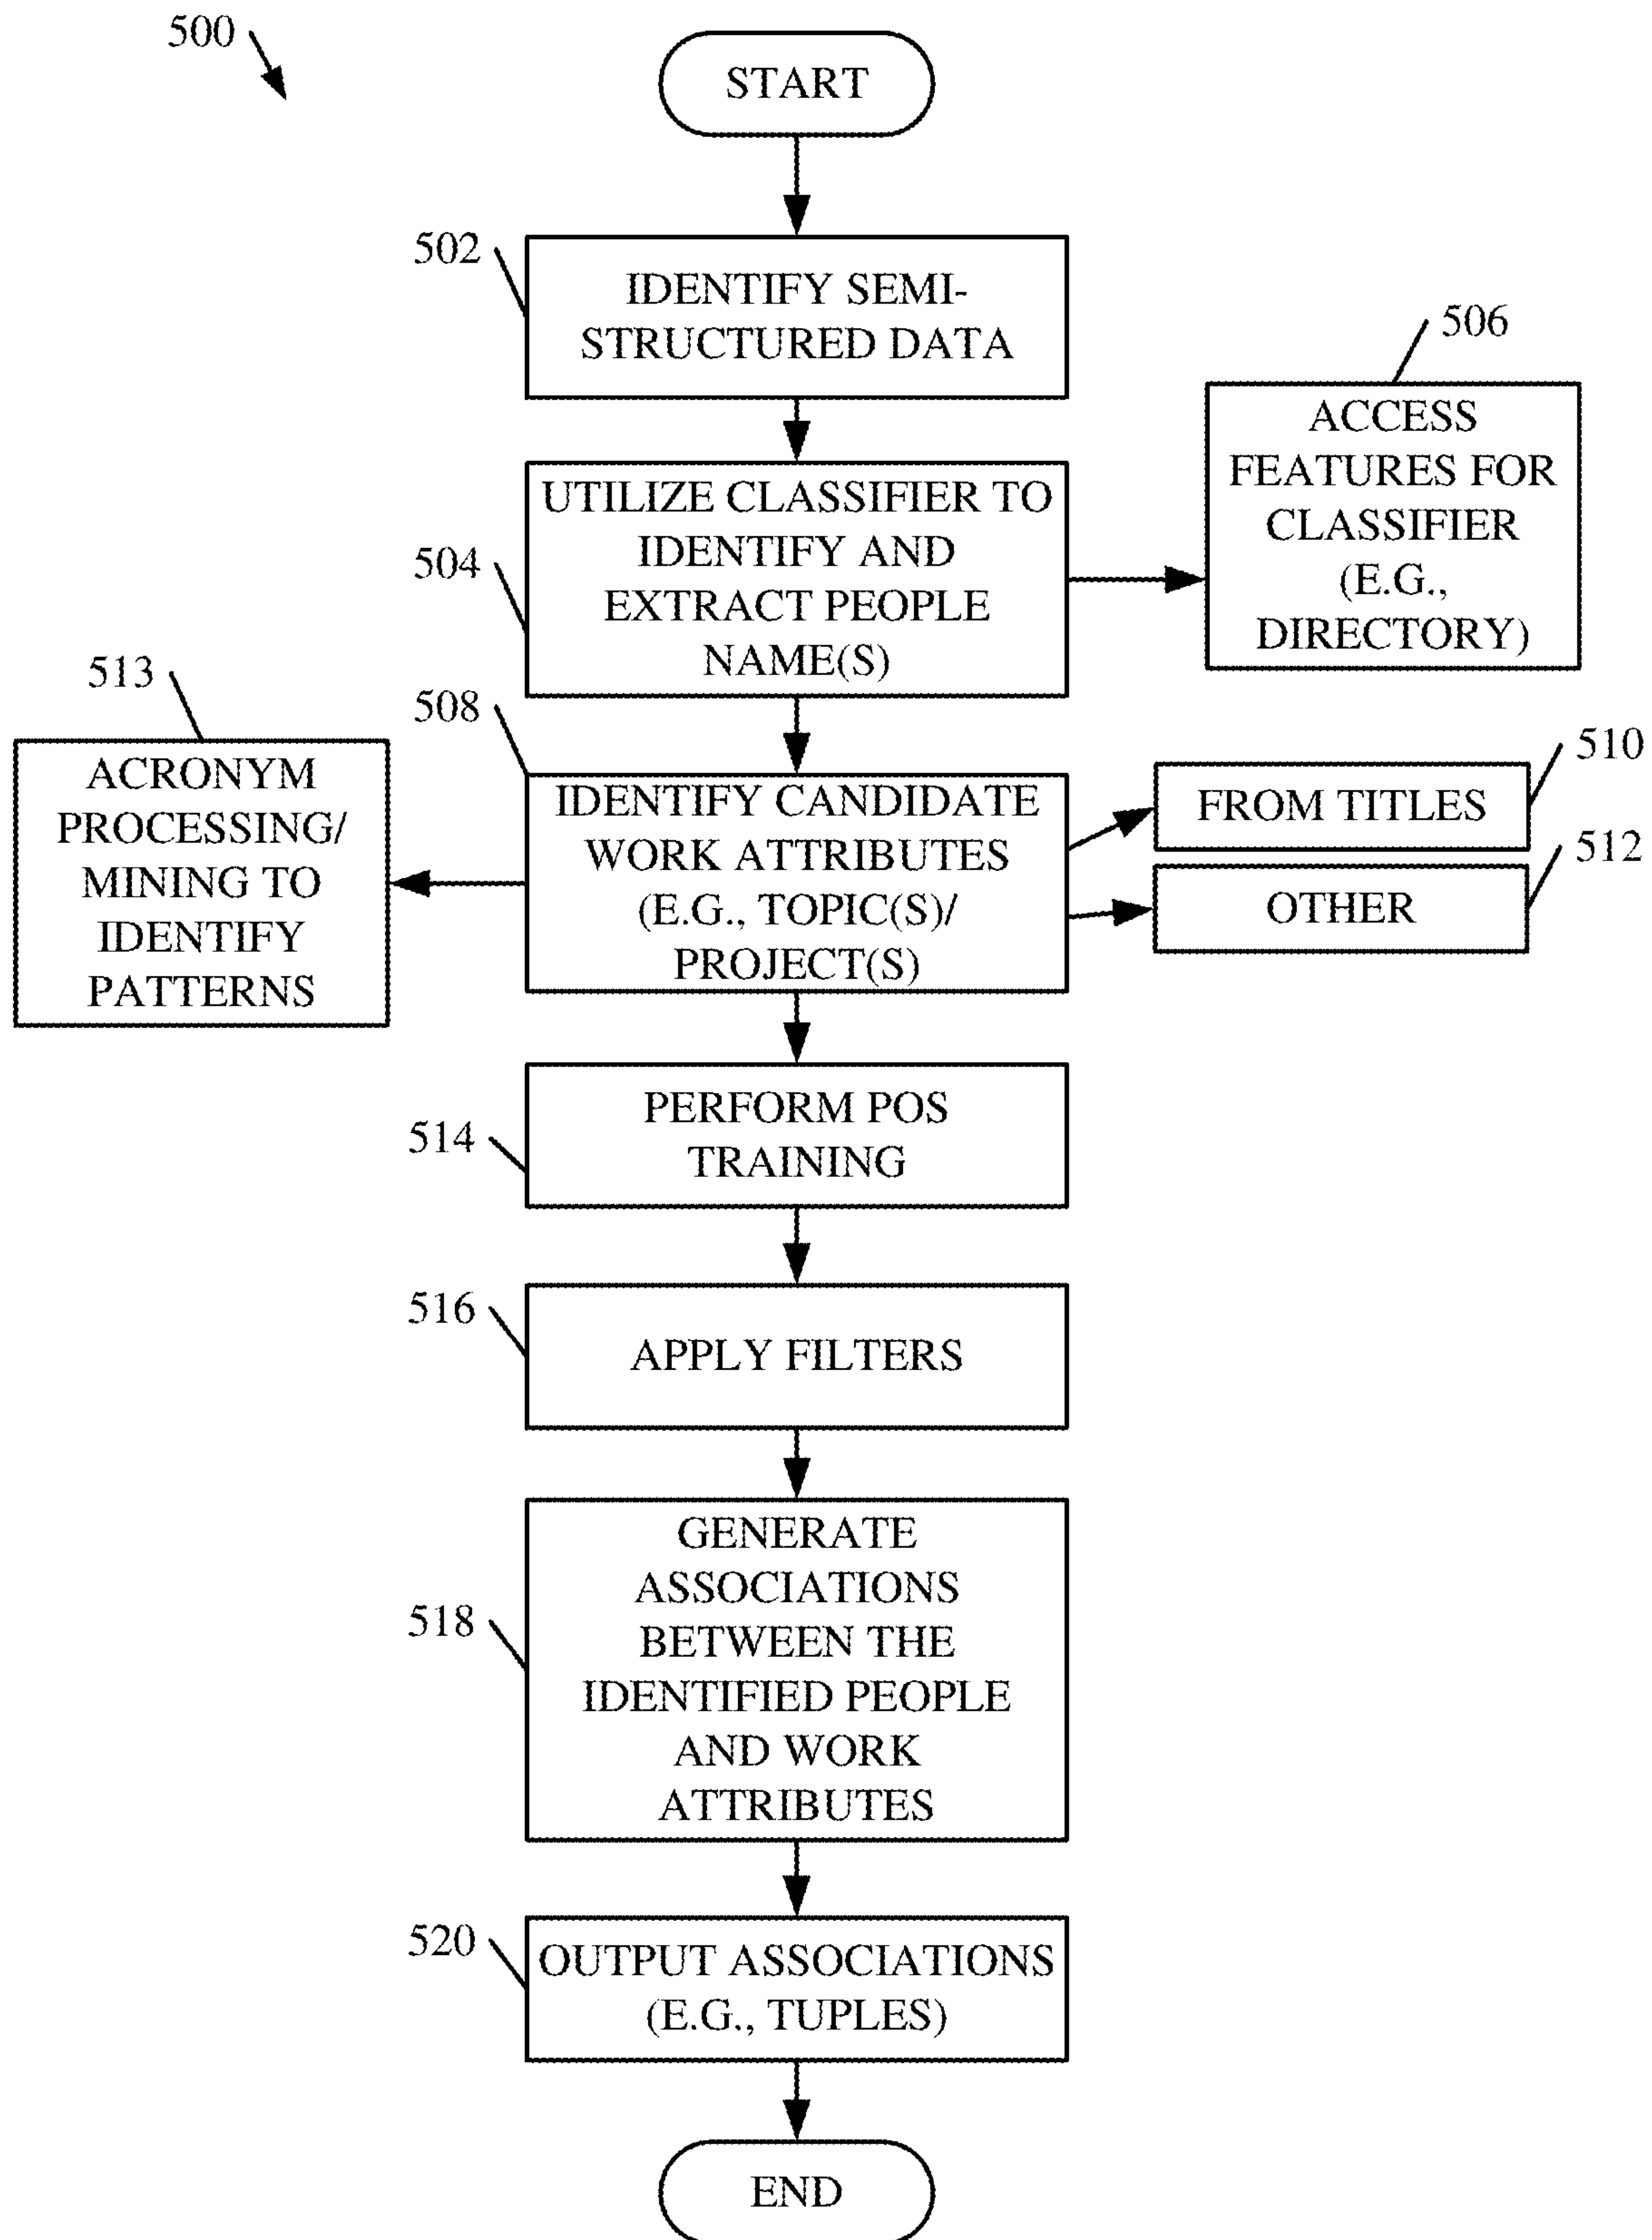 500
START
502
IDENTIFY SEMI-
STRUCTURED DATA
506
ACCESS
FEATURES FOR
CLASSIFIER
(E.G.,
DIRECTORY)
504
UTILIZE CLASSIFIER TO
IDENTIFY AND
EXTRACT PEOPLE
NAME(S)
513
ACRONYM
PROCESSING/
MINING TO
IDENTIFY
PATTERNS
508
IDENTIFY CANDIDATE
WORK ATTRIBUTES
(E.G., TOPIC(S)/
PROJECT(S)
510
FROM TITLES
512
OTHER
514
PERFORM POS
TRAINING
516
APPLY FILTERS
518
GENERATE
ASSOCIATIONS
BETWEEN THE
IDENTIFIED PEOPLE
AND WORK
ATTRIBUTES
520
OUTPUT ASSOCIATIONS
(E.G., TUPLES)
END